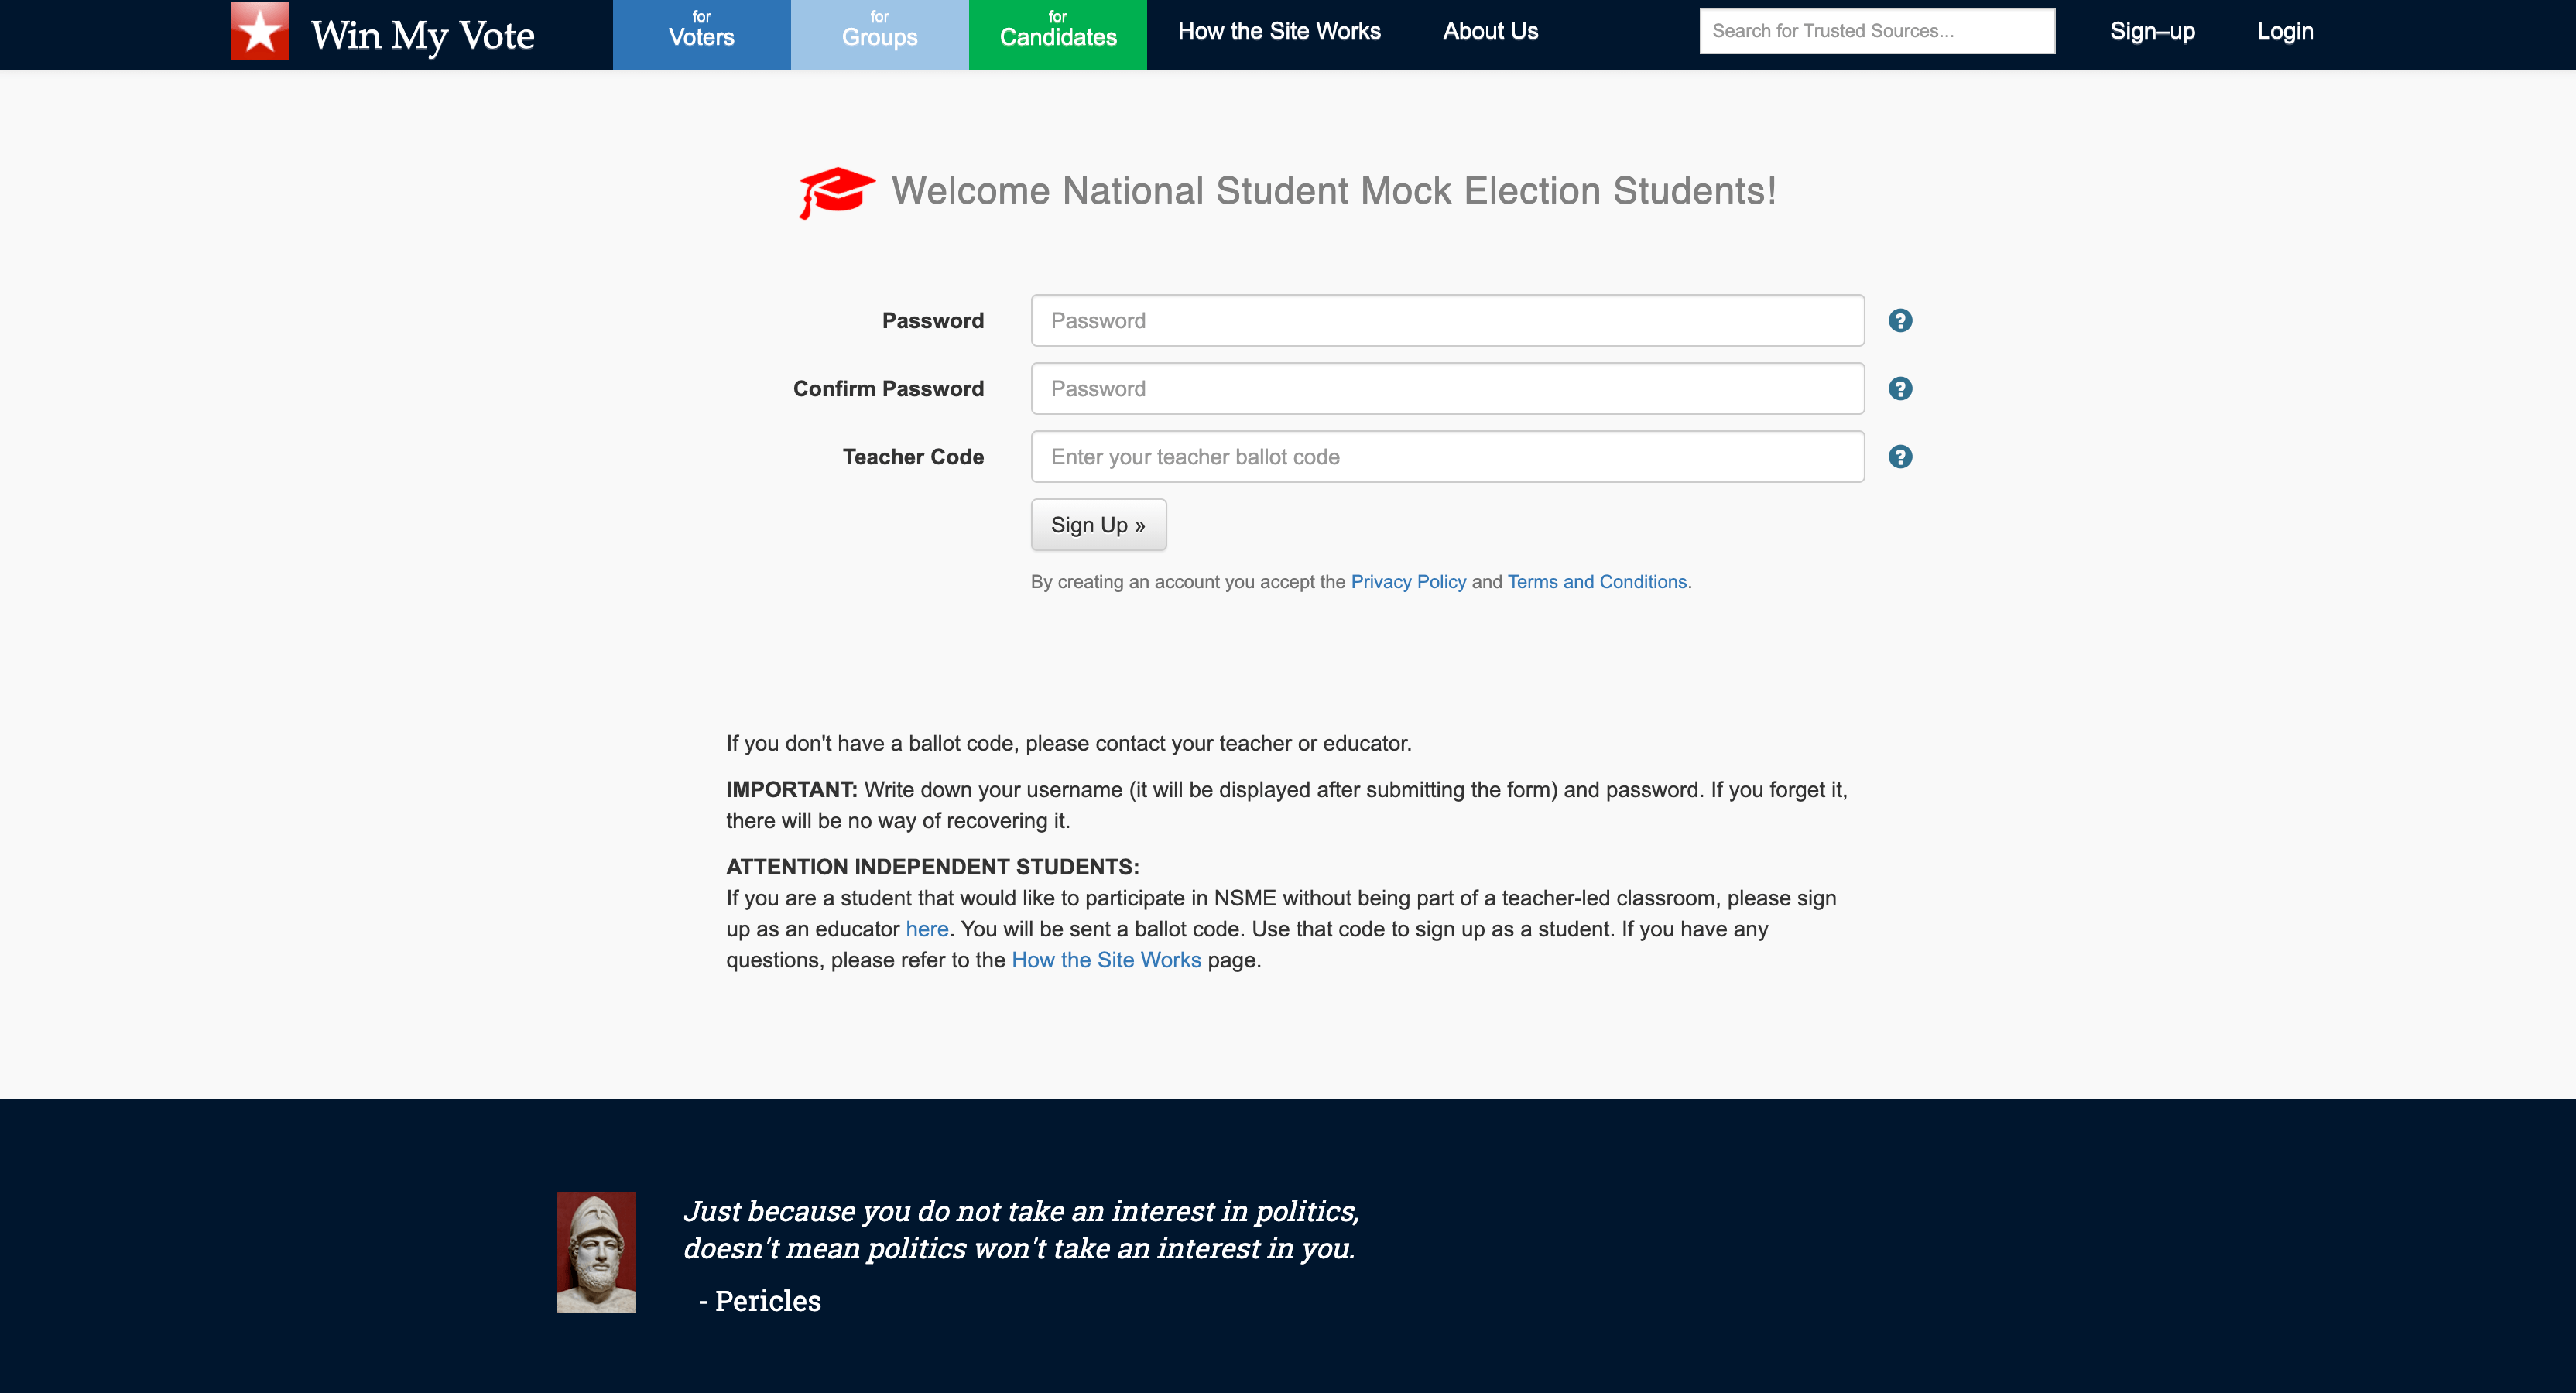 Win My Vote
for
Voters
for
Groups
for
Candidates
How the Site Works
About Us
Search for Trusted Sources...
Sign–up
Login
Welcome National Student Mock Election Students!
Password
Password
?
Confirm Password
Password
?
Teacher Code
Enter your teacher ballot code
?
Sign Up »
By creating an account you accept the Privacy Policy and Terms and Conditions.
If you don't have a ballot code, please contact your teacher or educator.
IMPORTANT: Write down your username (it will be displayed after submitting the form) and password. If you forget it,
there will be no way of recovering it.
ATTENTION INDEPENDENT STUDENTS:
If you are a student that would like to participate in NSME without being part of a teacher-led classroom, please sign
up as an educator here. You will be sent a ballot code. Use that code to sign up as a student. If you have any
questions, please refer to the How the Site Works page.
Just because you do not take an interest in politics,
doesn't mean politics won't take an interest in you.
- Pericles